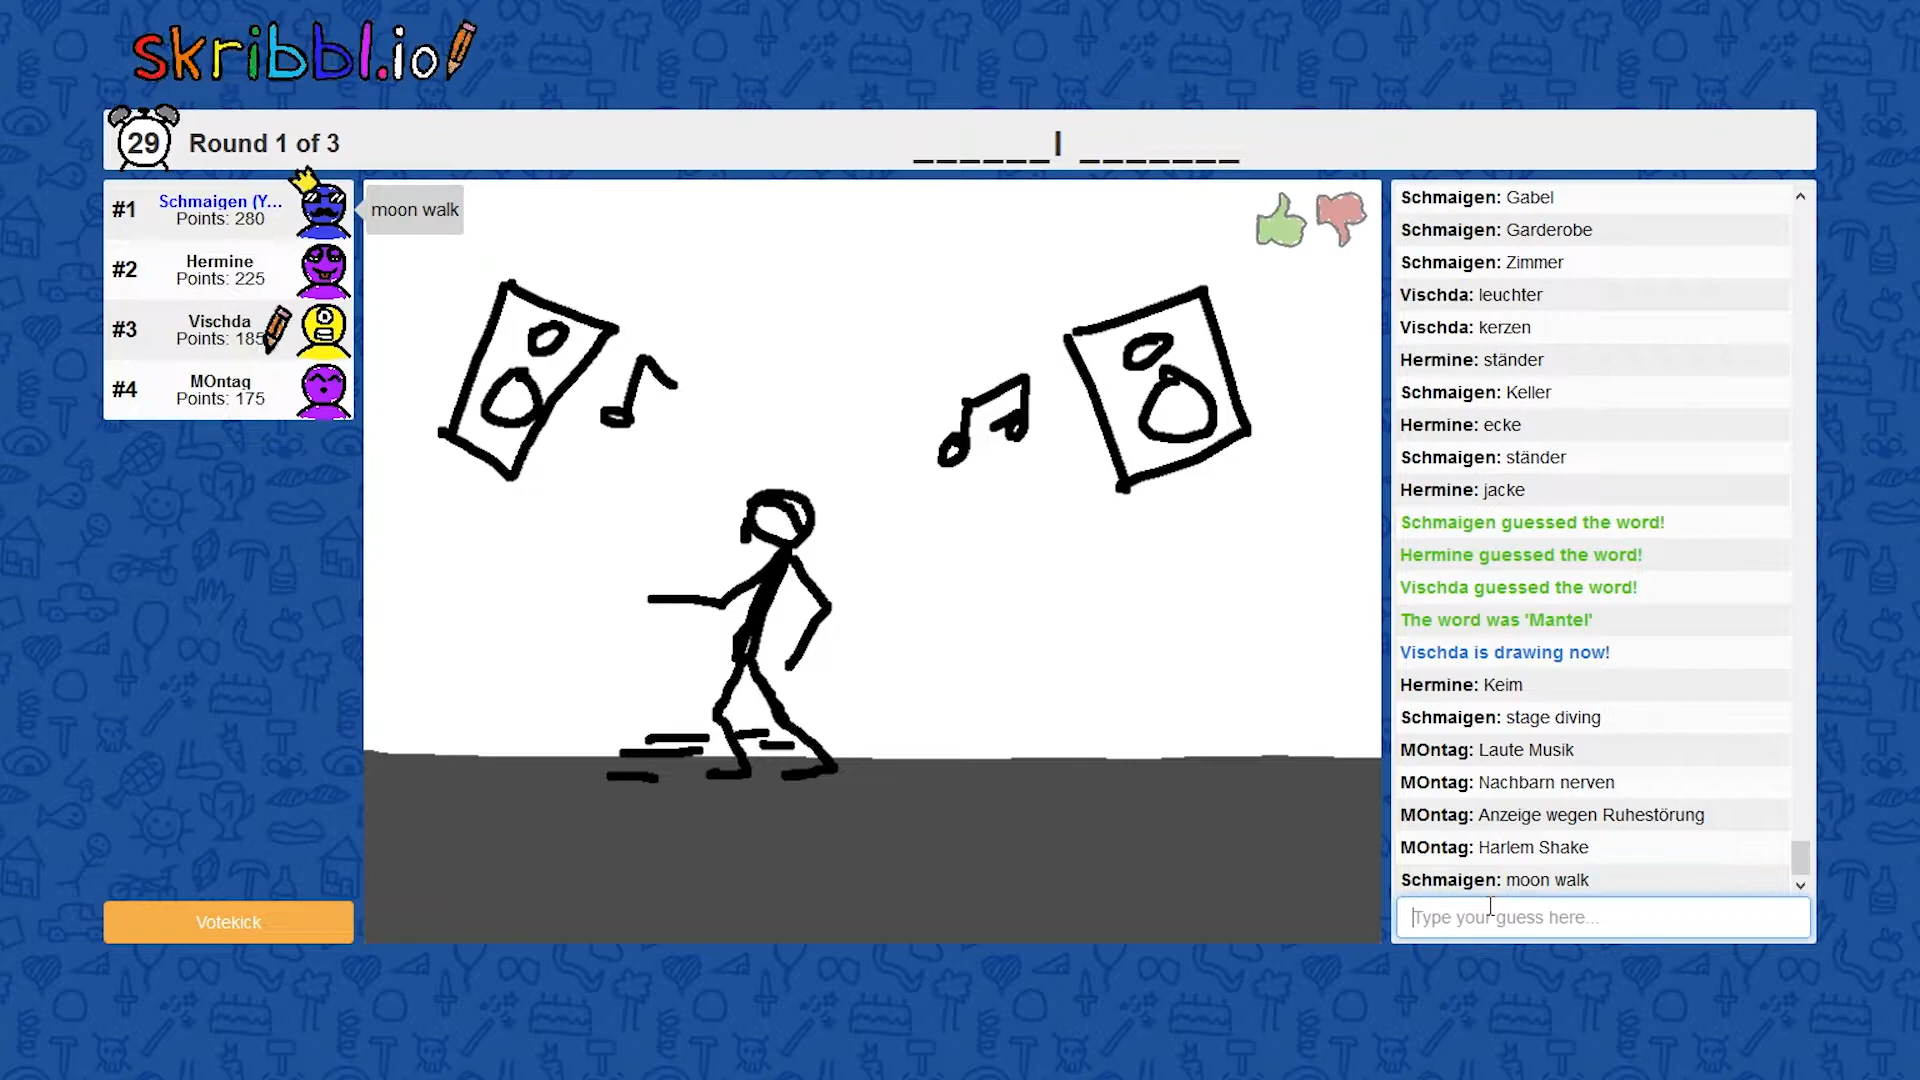 skribbl.io
29
Round 1 of 3
______l _______
#1
Schmaigen (Y...
Points: 280
#2
Hermine
Points: 225
#3
Vischda
Points: 185
#4
MOntag
Points: 175
moon walk
Schmaigen: Gabel
Schmaigen: Garderobe
Schmaigen: Zimmer
Vischda: leuchter
Vischda: kerzen
Hermine: ständer
Schmaigen: Keller
Hermine: ecke
Schmaigen: ständer
Hermine: jacke
Schmaigen guessed the word!
Hermine guessed the word!
Vischda guessed the word!
The word was 'Mantel'
Vischda is drawing now!
Hermine: Keim
Schmaigen: stage diving
MOntag: Laute Musik
MOntag: Nachbarn nerven
MOntag: Anzeige wegen Ruhestörung
MOntag: Harlem Shake
Schmaigen: moon walk
Type your guess here...
Votekick